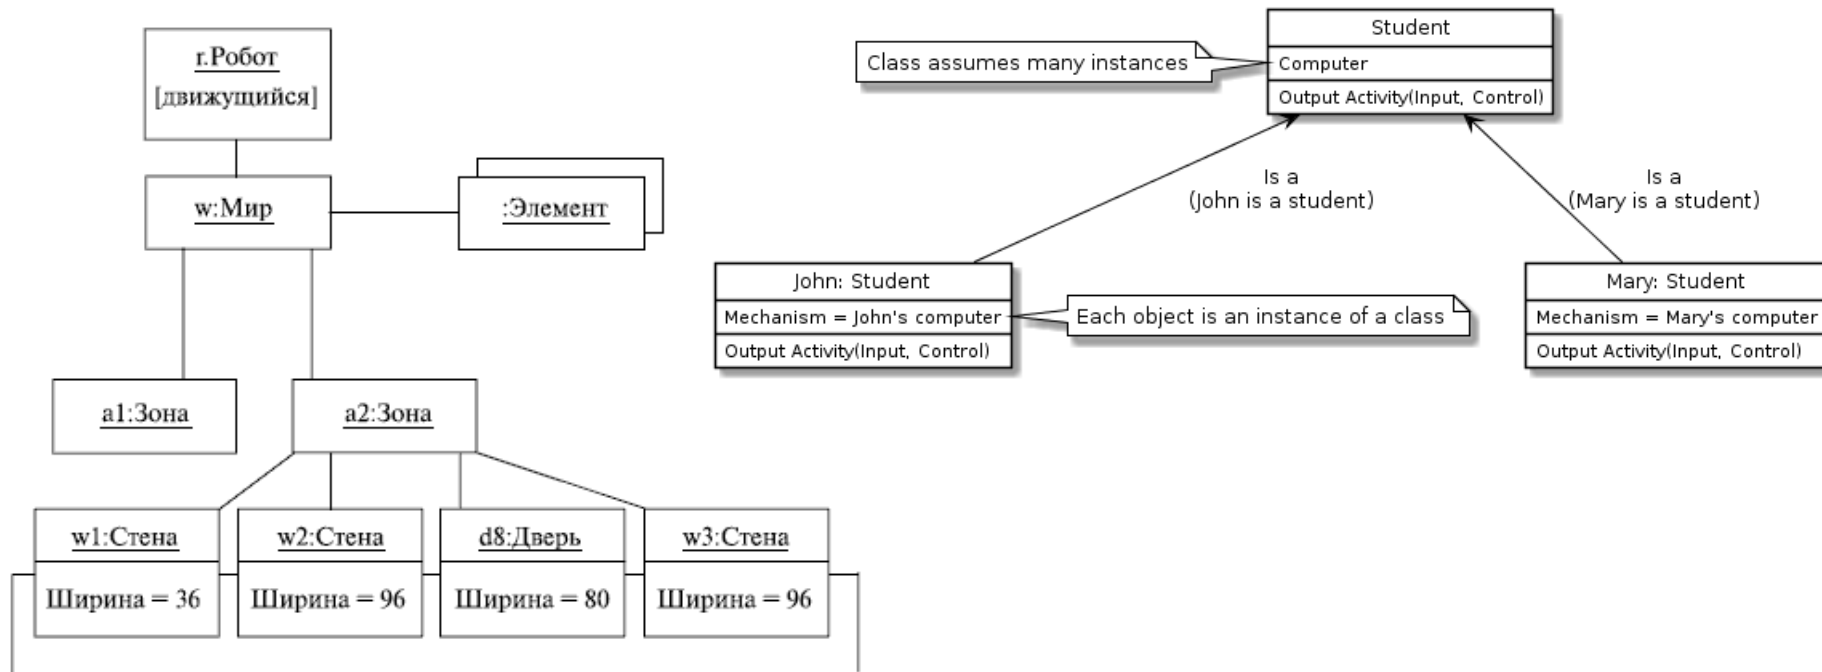 r.Робот
[движущийся]
w:Мир
:Элемент
a1:Зона
a2:Зона
w1:Стена
Ширина = 36
w2:Стена
Ширина = 96
d8:Дверь
Ширина = 80
w3:Стена
Ширина = 96
Class assumes many instances
Student
Computer
Output Activity(Input, Control)
Is a
(John is a student)
Is a
(Mary is a student)
John: Student
Mechanism = John's computer
Output Activity(Input, Control)
Each object is an instance of a class
Mary: Student
Mechanism = Mary's computer
Output Activity(Input, Control)